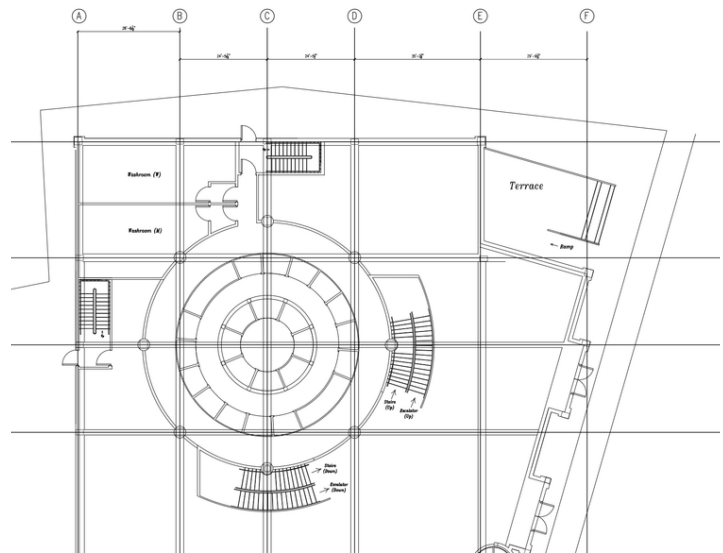 A B C D E F
Washroom (W)
Washroom (M)
Terrace
Ramp
Stairs
(Up)
Escalator
(Up)
Stairs
(Down)
Escalator
(Down)